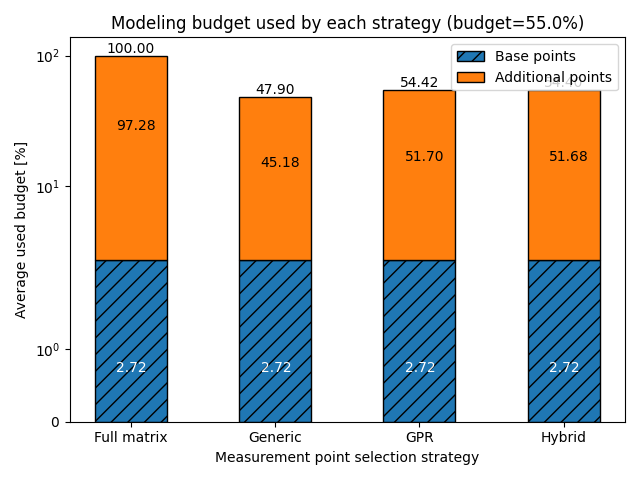 Modeling budget used by each strategy (budget=55.0%)
Base points
Additional points
100.00
47.90
54.42
97.28
45.18
51.70
51.68
2.72
2.72
2.72
2.72
10²
10¹
10⁰
0
Average used budget [%]
Full matrix
Generic
GPR
Hybrid
Measurement point selection strategy